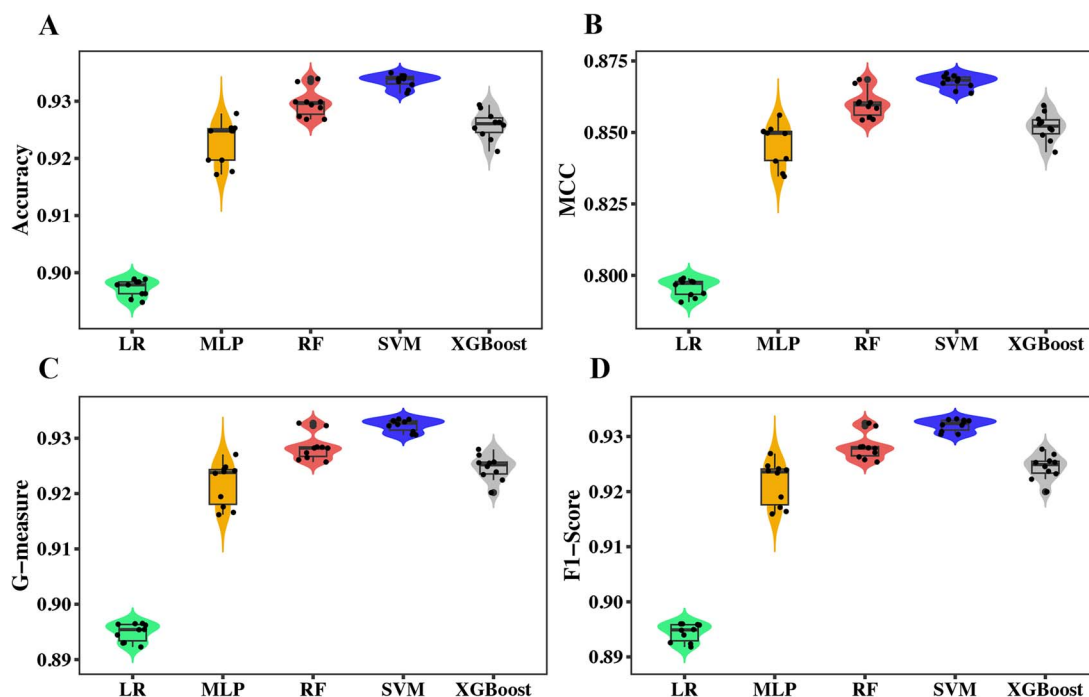 A
Accuracy
0.93
0.92
0.91
0.90
LR MLP RF SVM XGBoost
B
MCC
0.875
0.850
0.825
0.800
LR MLP RF SVM XGBoost
C
G−measure
0.93
0.92
0.91
0.90
0.89
LR MLP RF SVM XGBoost
D
F1−Score
0.93
0.92
0.91
0.90
0.89
LR MLP RF SVM XGBoost